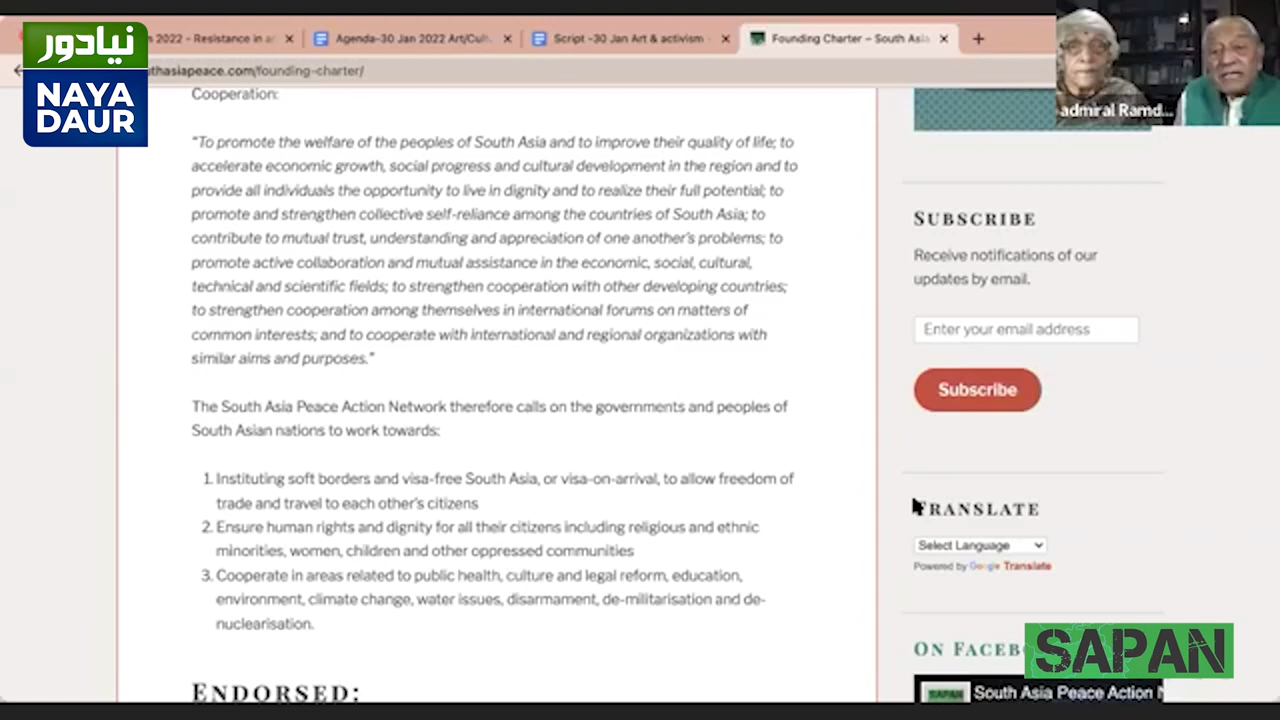 نیادور
NAYA
DAUR
2022 - Resistance in a
Agenda-30 Jan 2022 Art/Cult
Script -30 Jan Art & activism -
Founding Charter – South Asia
thasiapeace.com/founding-charter/
admiral Ramd...
Cooperation:
“To promote the welfare of the peoples of South Asia and to improve their quality of life; to
accelerate economic growth, social progress and cultural development in the region and to
provide all individuals the opportunity to live in dignity and to realize their full potential; to
promote and strengthen collective self-reliance among the countries of South Asia; to
contribute to mutual trust, understanding and appreciation of one another’s problems; to
promote active collaboration and mutual assistance in the economic, social, cultural,
technical and scientific fields; to strengthen cooperation with other developing countries;
to strengthen cooperation among themselves in international forums on matters of
common interests; and to cooperate with international and regional organizations with
similar aims and purposes.”
The South Asia Peace Action Network therefore calls on the governments and peoples of
South Asian nations to work towards:
1. Instituting soft borders and visa-free South Asia, or visa-on-arrival, to allow freedom of
trade and travel to each other’s citizens
2. Ensure human rights and dignity for all their citizens including religious and ethnic
minorities, women, children and other oppressed communities
3. Cooperate in areas related to public health, culture and legal reform, education,
environment, climate change, water issues, disarmament, de-militarisation and de-
nuclearisation.
ENDORSED:
SUBSCRIBE
Receive notifications of our
updates by email.
Enter your email address
Subscribe
TRANSLATE
Select Language
Powered by Google Translate
ON FACEB
SAPAN
SAPAN
South Asia Peace Action N